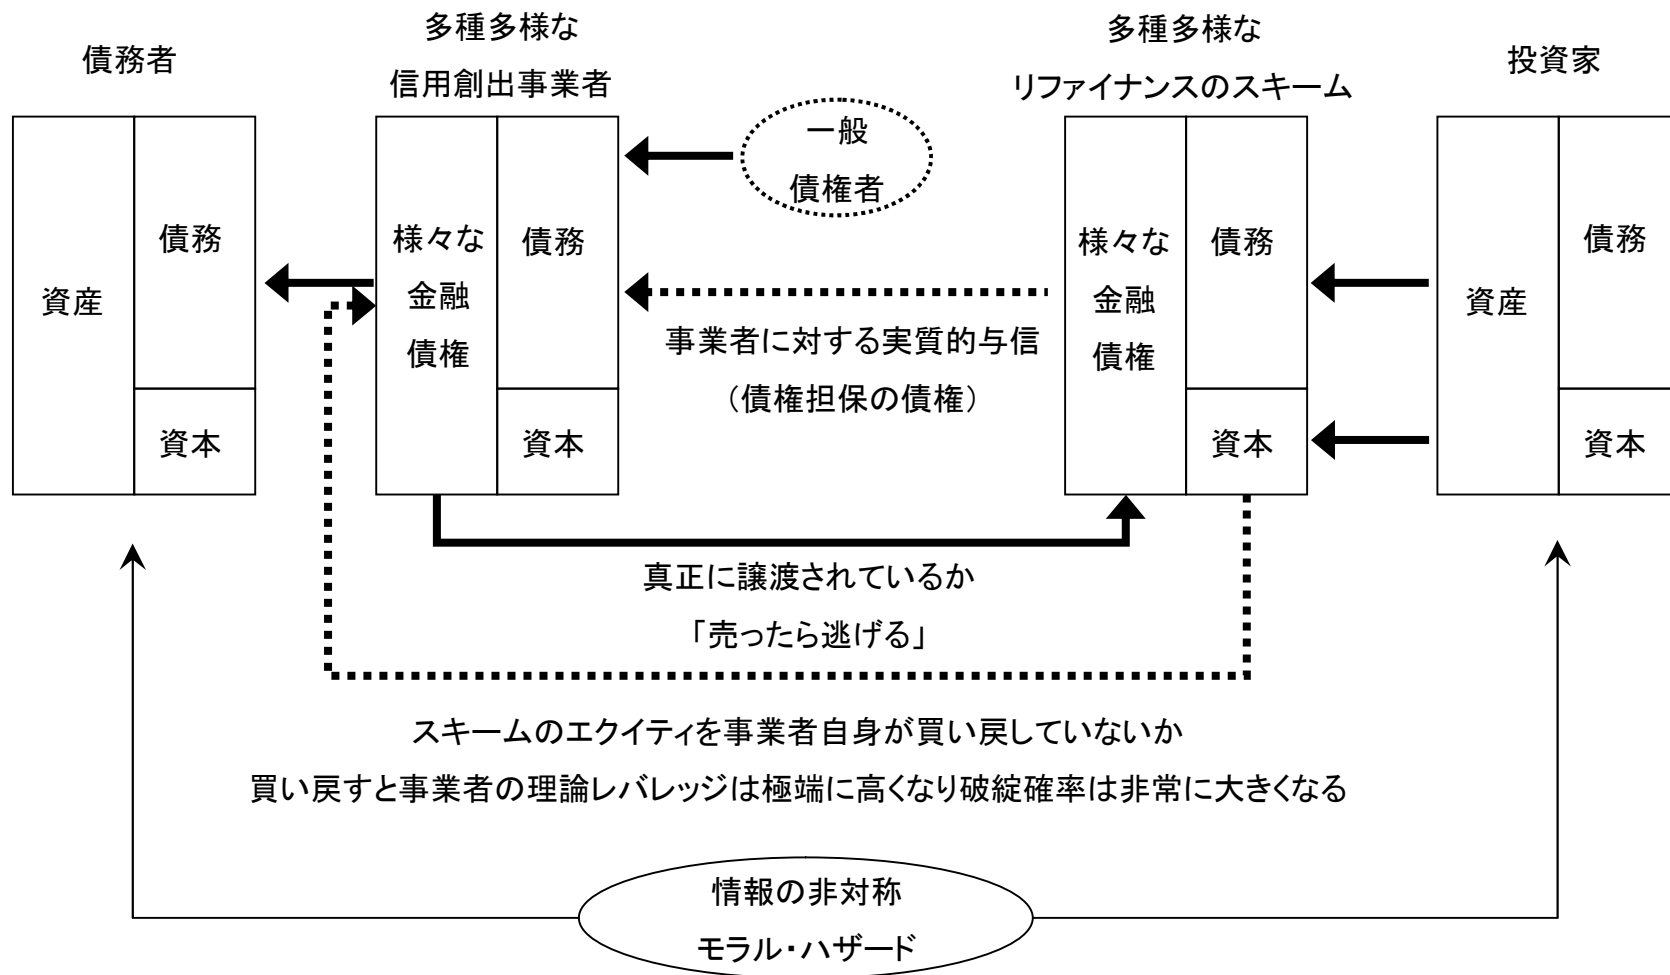 債務者
多種多様な
信用創出事業者
多種多様な
リファイナンスのスキーム
投資家
資産
債務
資本
様々な
金融
債権
債務
資本
一般
債権者
事業者に対する実質的与信
（債権担保の債権）
様々な
金融
債権
債務
資本
資産
債務
資本
真正に譲渡されているか
「売ったら逃げる」
スキームのエクイティを事業者自身が買い戻していないか
買い戻すと事業者の理論レバレッジは極端に高くなり破綻確率は非常に大きくなる
情報の非対称
モラル・ハザード